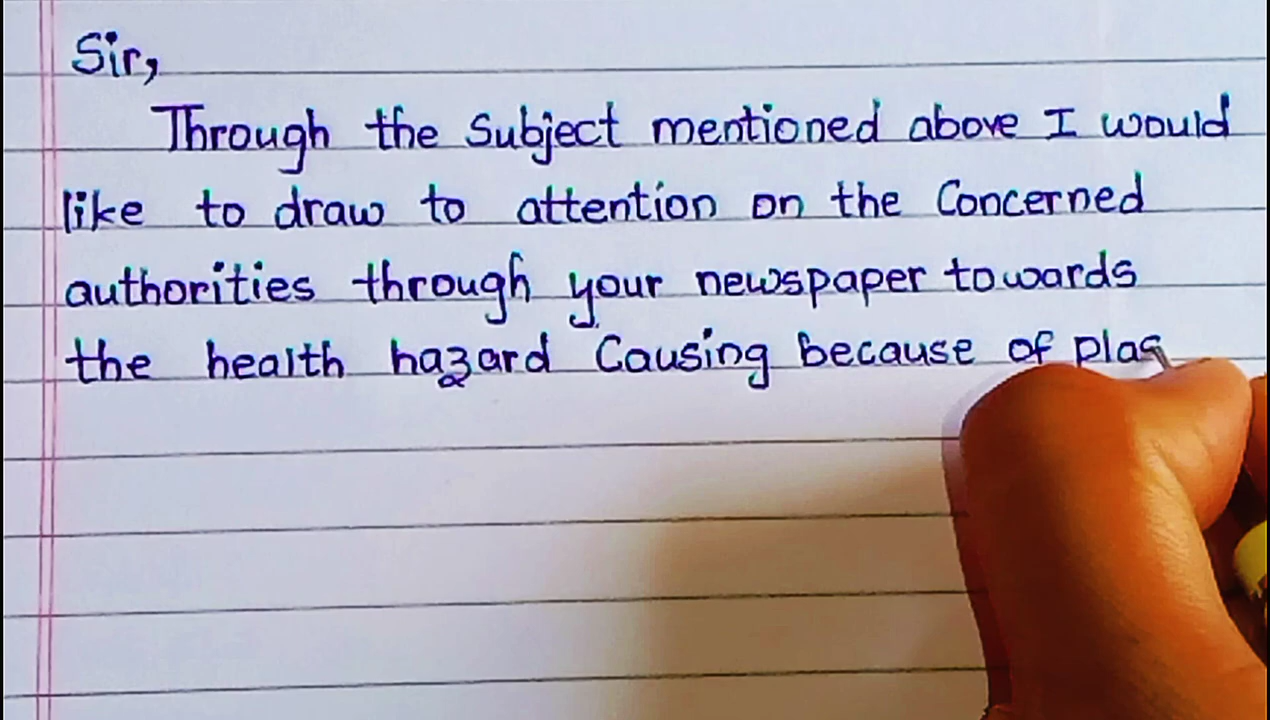 Sir,
Through the Subject mentioned above I would
like to draw to attention on the Concerned
authorities through your newspaper towards
the health hazard Causing because of plas